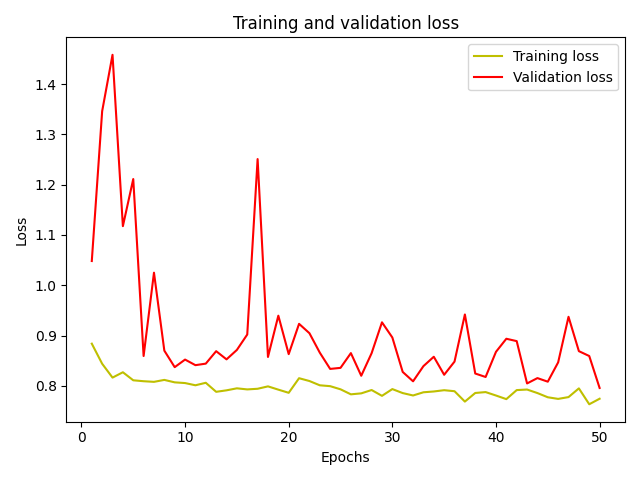 Training and validation loss
Training loss
Validation loss
1.4
1.3
1.2
1.1
1.0
0.9
0.8
Loss
0 10 20 30 40 50
Epochs